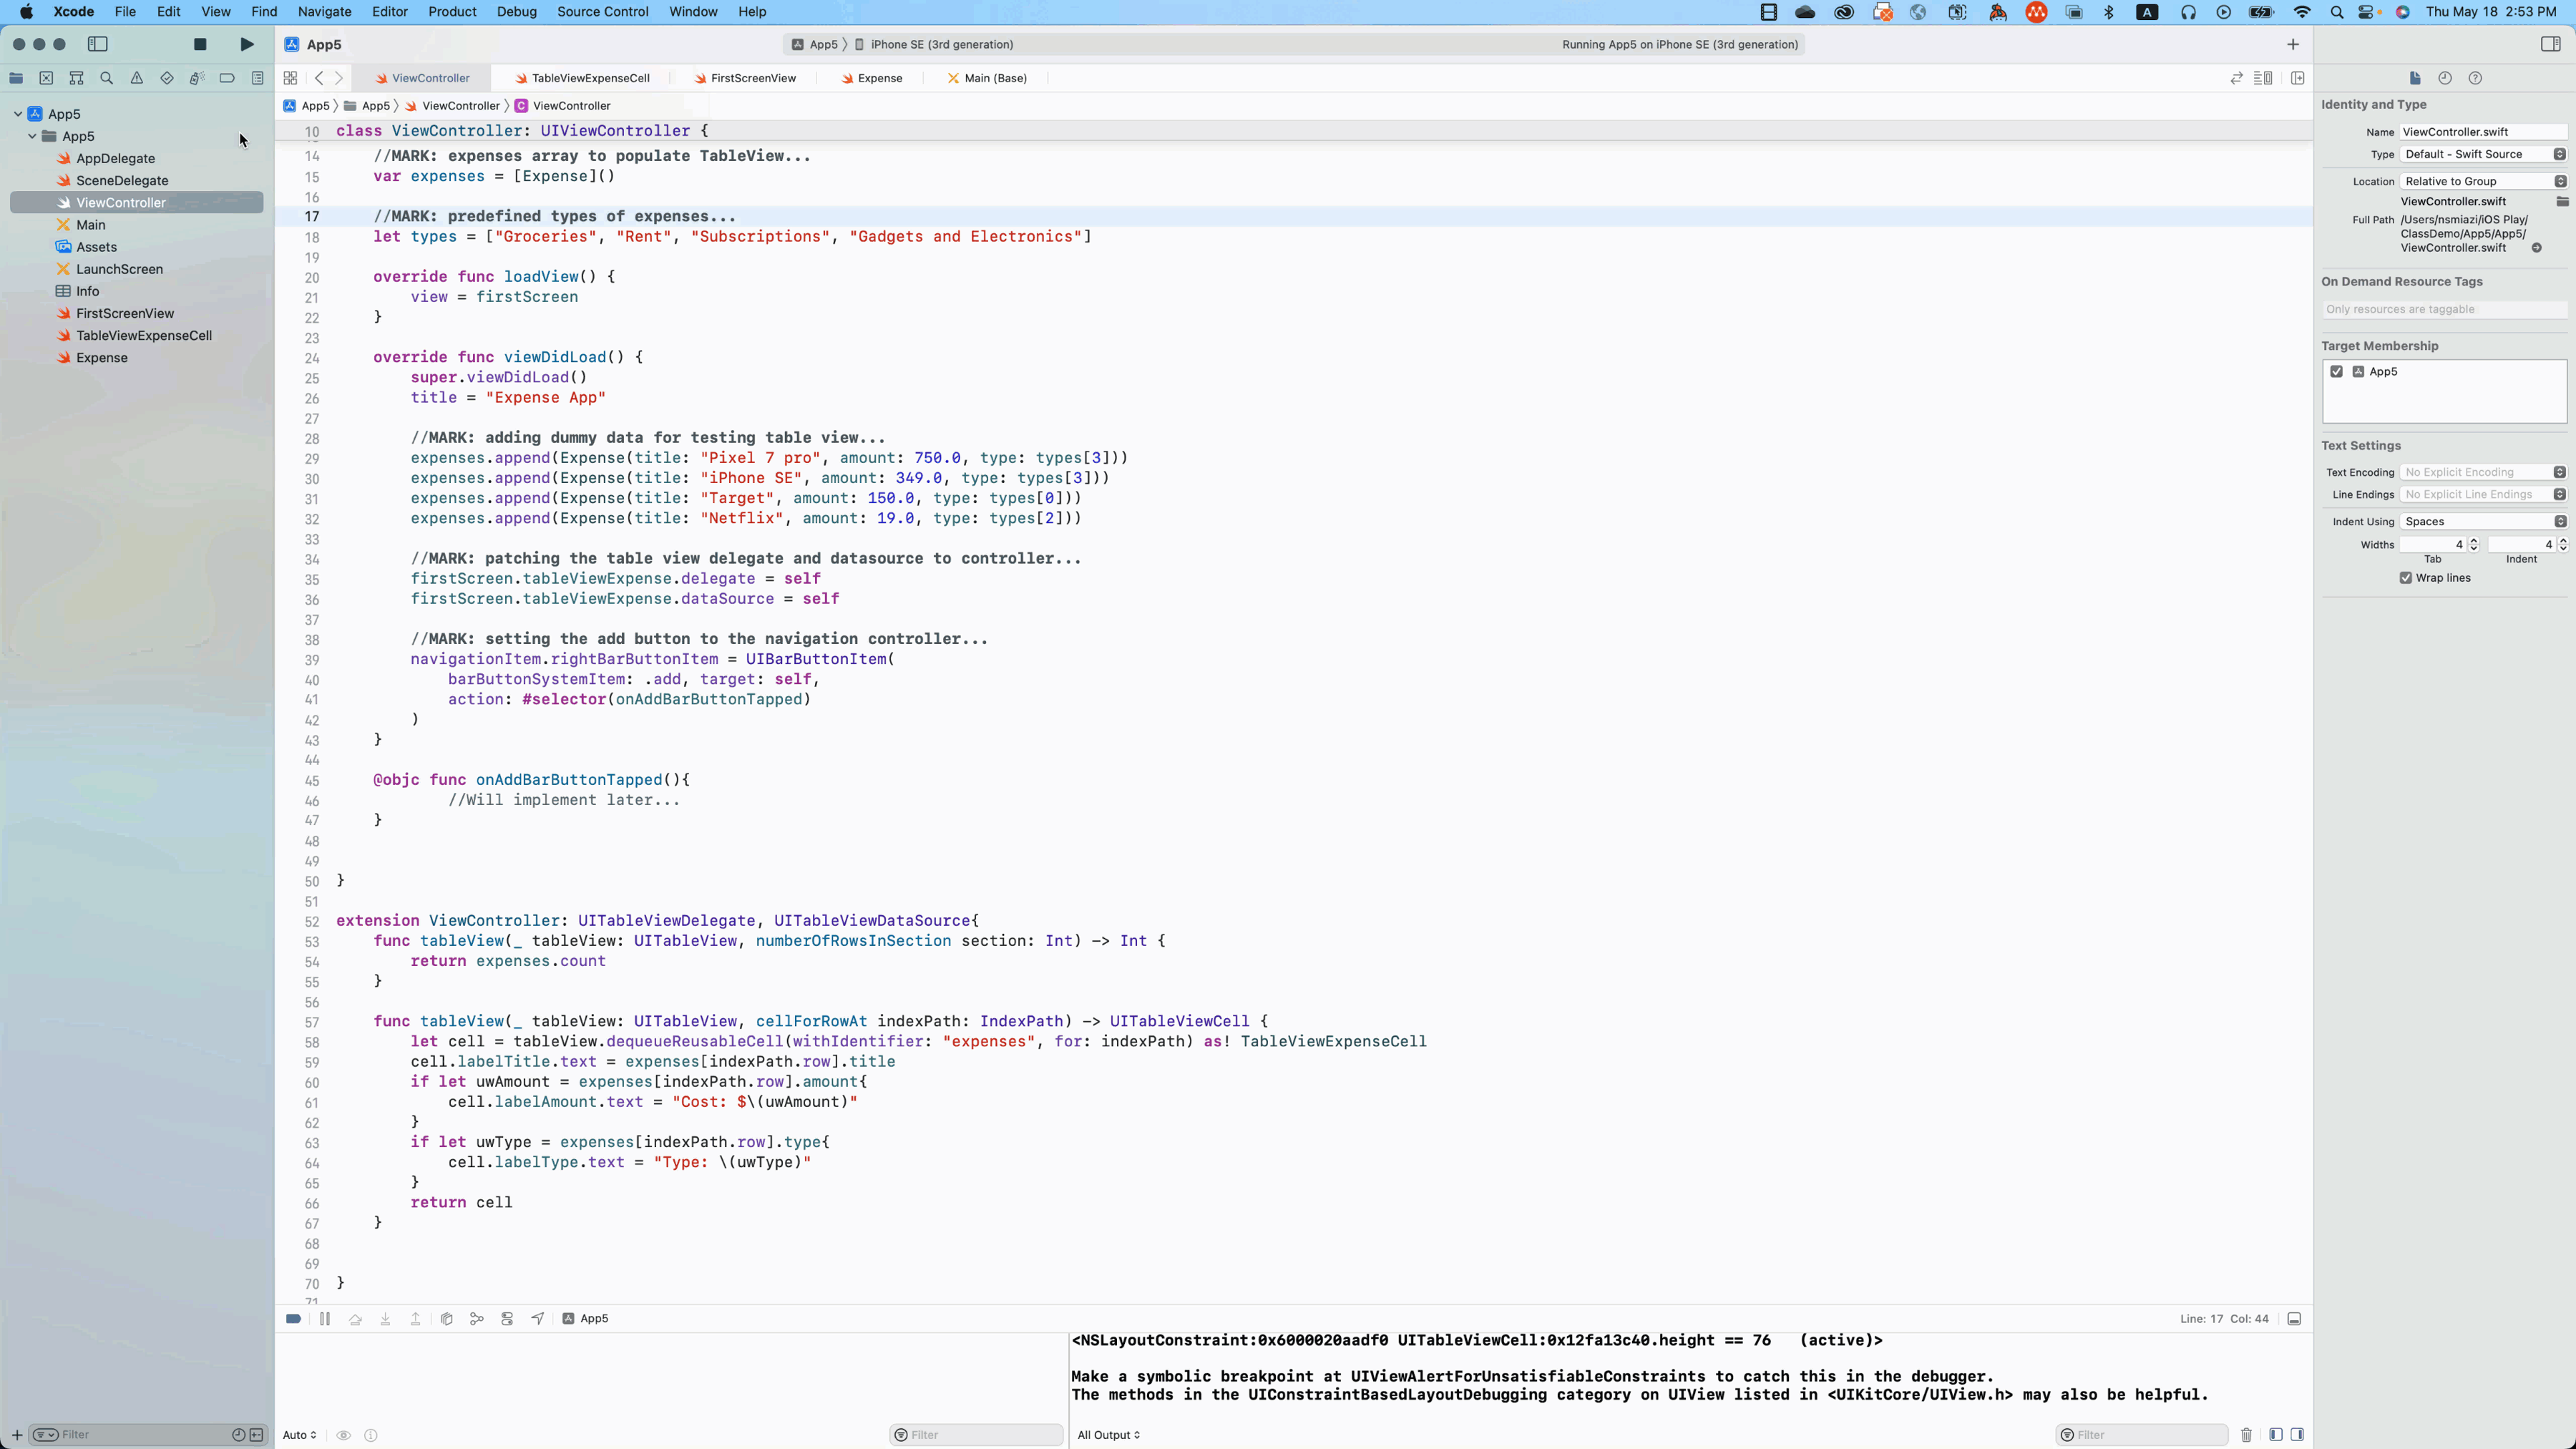 Xcode File Edit View Find Navigate Editor Product Debug Source Control Window Help A Thu May 18 2:53 PM
App5 App5 〉 iPhone SE (3rd generation) Running App5 on iPhone SE (3rd generation)
ViewController TableViewExpenseCell FirstScreenView Expense Main (Base)
App5 〉 App5 〉 ViewController 〉 C ViewController
App5
App5
AppDelegate
SceneDelegate
ViewController
Main
Assets
LaunchScreen
Info
FirstScreenView
TableViewExpenseCell
Expense
Filter
10 class ViewController: UIViewController {
14 //MARK: expenses array to populate TableView...
15 var expenses = [Expense]()
16
17 //MARK: predefined types of expenses...
18 let types = ["Groceries", "Rent", "Subscriptions", "Gadgets and Electronics"]
19
20 override func loadView() {
21 view = firstScreen
22 }
23
24 override func viewDidLoad() {
25 super.viewDidLoad()
26 title = "Expense App"
27
28 //MARK: adding dummy data for testing table view...
29 expenses.append(Expense(title: "Pixel 7 pro", amount: 750.0, type: types[3]))
30 expenses.append(Expense(title: "iPhone SE", amount: 349.0, type: types[3]))
31 expenses.append(Expense(title: "Target", amount: 150.0, type: types[0]))
32 expenses.append(Expense(title: "Netflix", amount: 19.0, type: types[2]))
33
34 //MARK: patching the table view delegate and datasource to controller...
35 firstScreen.tableViewExpense.delegate = self
36 firstScreen.tableViewExpense.dataSource = self
37
38 //MARK: setting the add button to the navigation controller...
39 navigationItem.rightBarButtonItem = UIBarButtonItem(
40 barButtonSystemItem: .add, target: self,
41 action: #selector(onAddBarButtonTapped)
42 )
43 }
44
45 @objc func onAddBarButtonTapped(){
46 //Will implement later...
47 }
48
49
50 }
51
52 extension ViewController: UITableViewDelegate, UITableViewDataSource{
53 func tableView(_ tableView: UITableView, numberOfRowsInSection section: Int) -> Int {
54 return expenses.count
55 }
56
57 func tableView(_ tableView: UITableView, cellForRowAt indexPath: IndexPath) -> UITableViewCell {
58 let cell = tableView.dequeueReusableCell(withIdentifier: "expenses", for: indexPath) as! TableViewExpenseCell
59 cell.labelTitle.text = expenses[indexPath.row].title
60 if let uwAmount = expenses[indexPath.row].amount{
61 cell.labelAmount.text = "Cost: $\(uwAmount)"
62 }
63 if let uwType = expenses[indexPath.row].type{
64 cell.labelType.text = "Type: \(uwType)"
65 }
66 return cell
67 }
68
69
70 }
71
App5 Line: 17 Col: 44
<NSLayoutConstraint:0x6000020aadf0 UITableViewCell:0x12fa13c40.height == 76 (active)>
Make a symbolic breakpoint at UIViewAlertForUnsatisfiableConstraints to catch this in the debugger.
The methods in the UIConstraintBasedLayoutDebugging category on UIView listed in <UIKitCore/UIView.h> may also be helpful.
Auto Filter All Output Filter
Identity and Type
Name ViewController.swift
Type Default - Swift Source
Location Relative to Group
ViewController.swift
Full Path /Users/nsmiazi/iOS Play/
ClassDemo/App5/App5/
ViewController.swift
On Demand Resource Tags
Only resources are taggable
Target Membership
App5
Text Settings
Text Encoding No Explicit Encoding
Line Endings No Explicit Line Endings
Indent Using Spaces
Widths 4 4
Tab Indent
Wrap lines